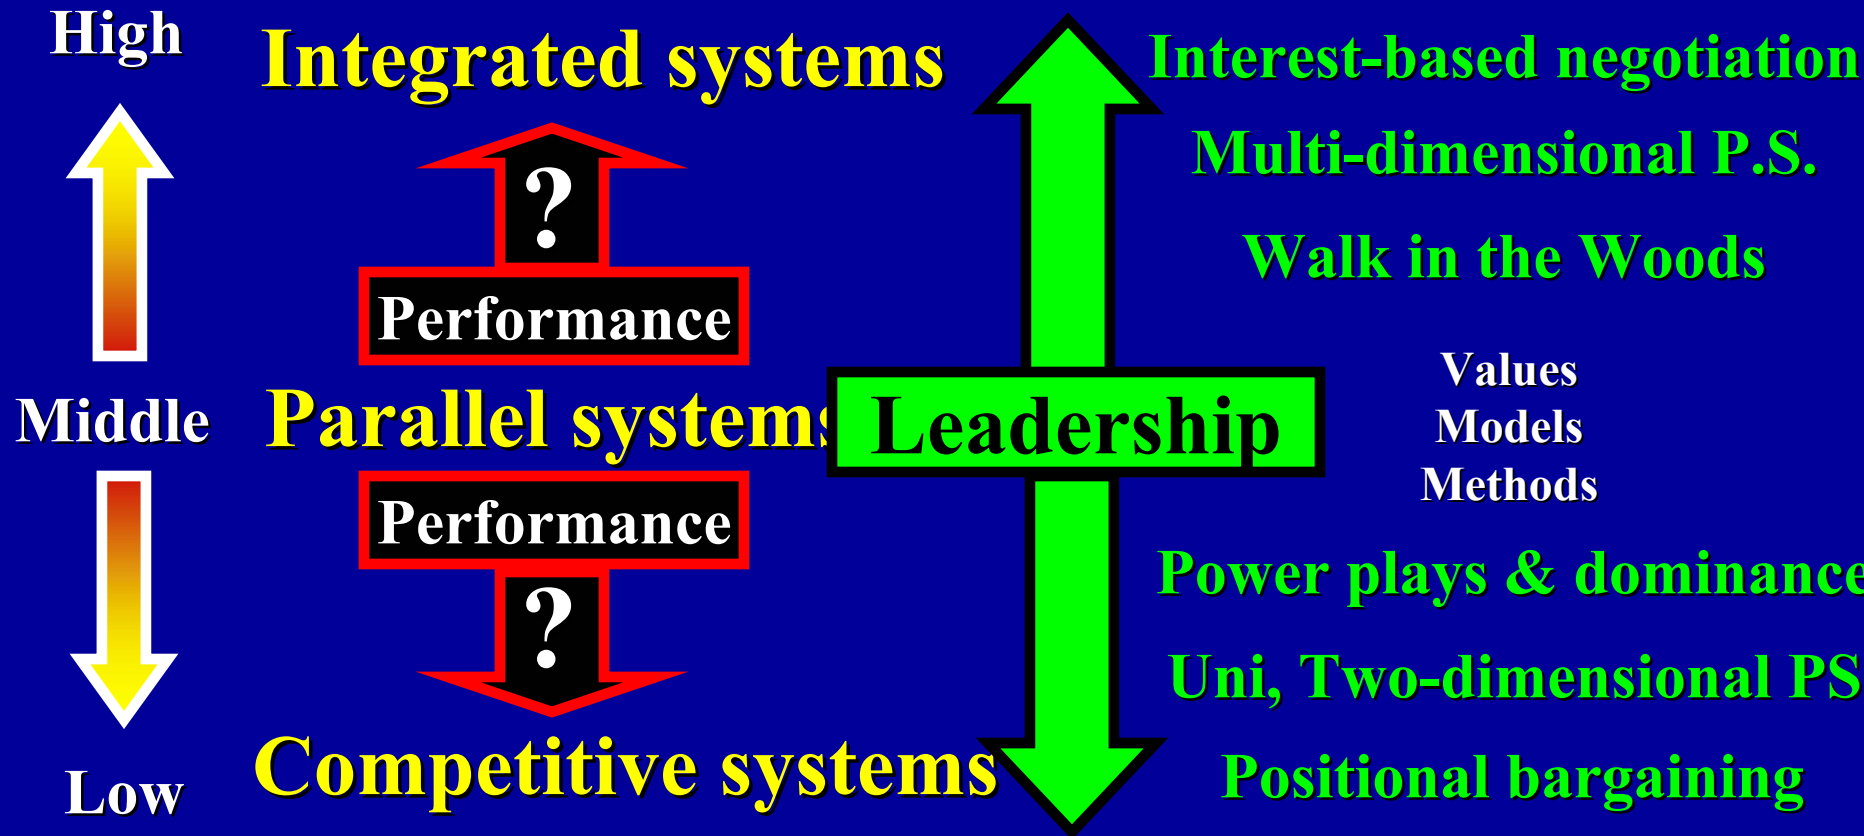 High
Integrated systems
Interest-based negotiation
Multi-dimensional P.S.
?
Walk in the Woods
Performance
Values
Middle
Parallel systems
Leadership
Models
Methods
Performance
Power plays & dominance
?
Uni, Two-dimensional PS
Low
Competitive systems
Positional bargaining